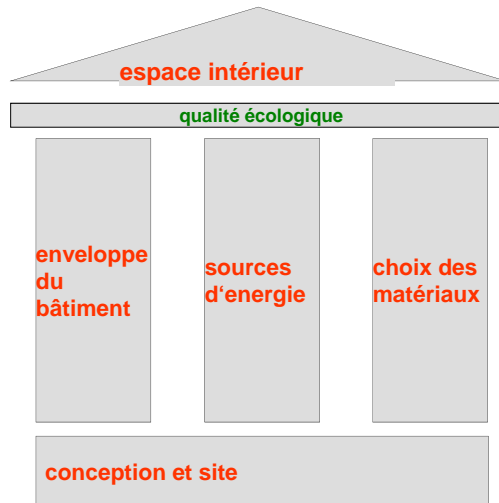 espace intérieur
qualité écologique
enveloppe
du
bâtiment
sources
d‘energie
choix des
matériaux
conception et site